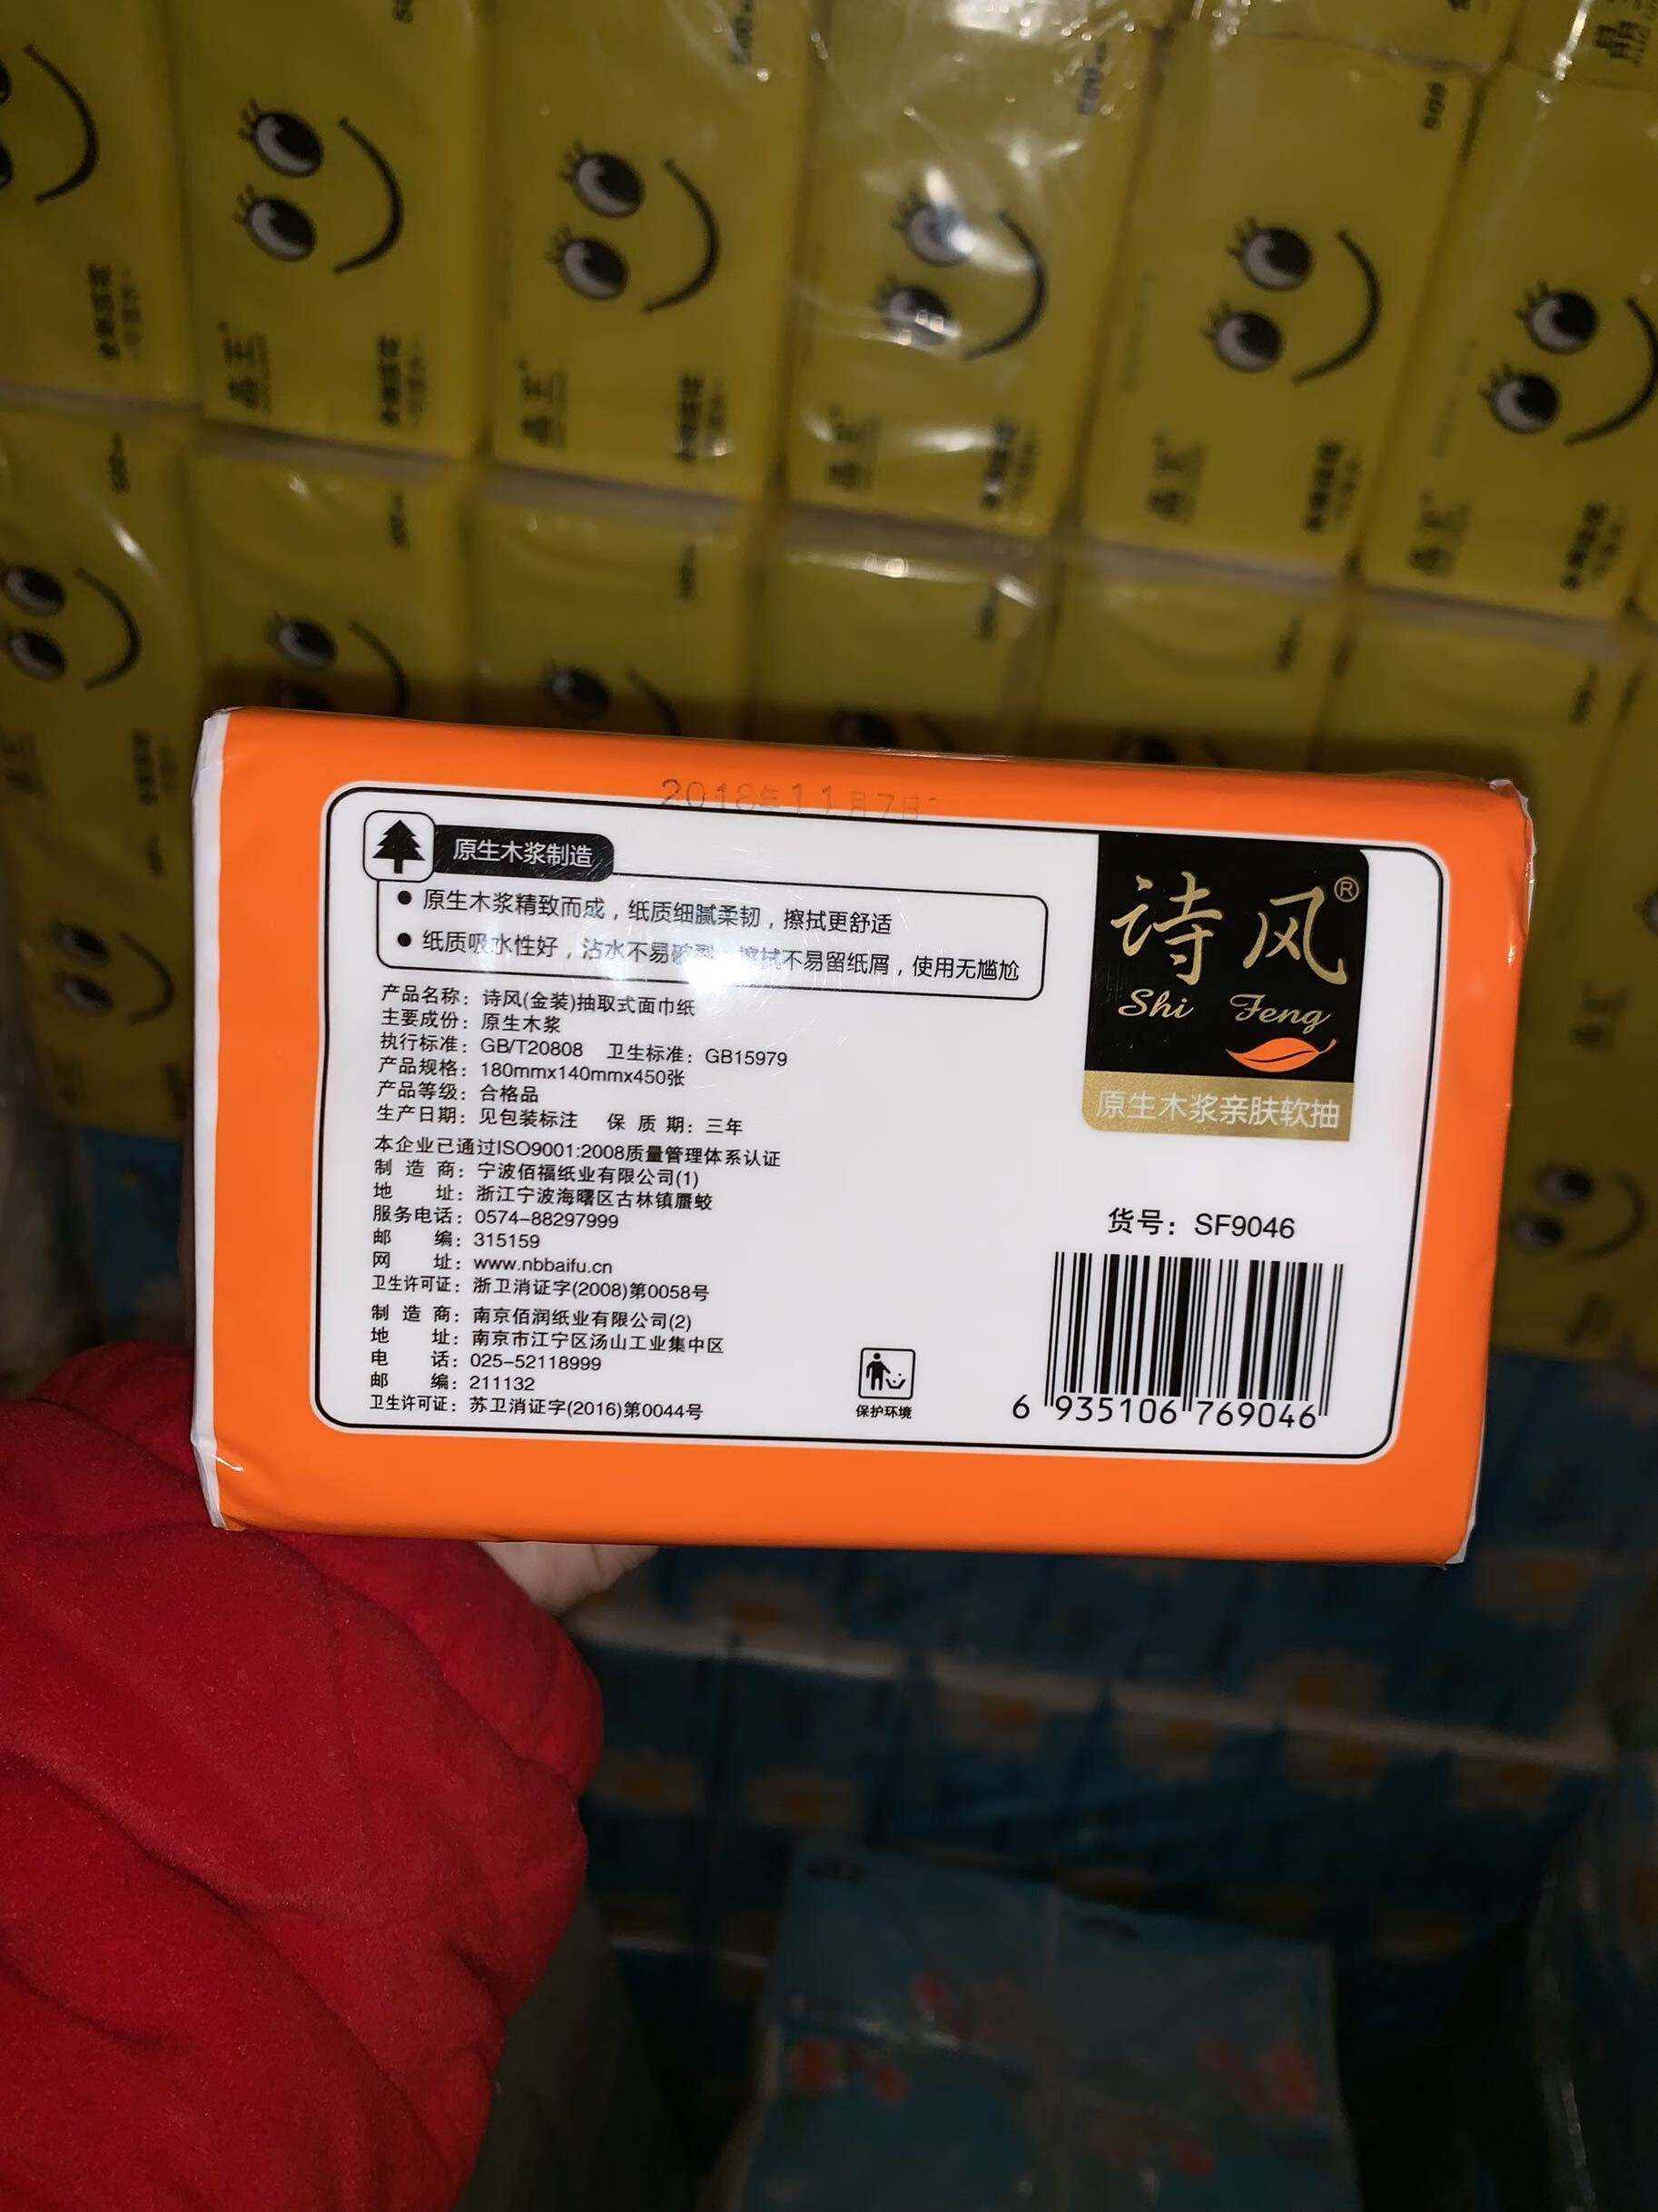 2018年11月7日
原生木浆制造
● 原生木浆精致而成，纸质细腻柔韧，擦拭更舒适
● 纸质吸水性好，沾水不易破裂，擦拭不易留纸屑，使用无尴尬
诗风®
Shi Feng
原生木浆亲肤软抽
产品名称：诗风(金装)抽取式面巾纸
主要成份：原生木浆
执行标准：GB/T20808 卫生标准：GB15979
产品规格：180mmx140mmx450张
产品等级：合格品
生产日期：见包装标注 保 质 期：三年
本企业已通过ISO9001:2008质量管理体系认证
制 造 商：宁波佰福纸业有限公司(1)
地 址：浙江宁波海曙区古林镇蜃蛟
服务电话：0574-88297999
邮 编：315159
网 址：www.nbbaifu.cn
卫生许可证：浙卫消证字(2008)第0058号
制 造 商：南京佰润纸业有限公司(2)
地 址：南京市江宁区汤山工业集中区
电 话：025-52118999
邮 编：211132
卫生许可证：苏卫消证字(2016)第0044号
保护环境
货号：SF9046
6 935106 769046